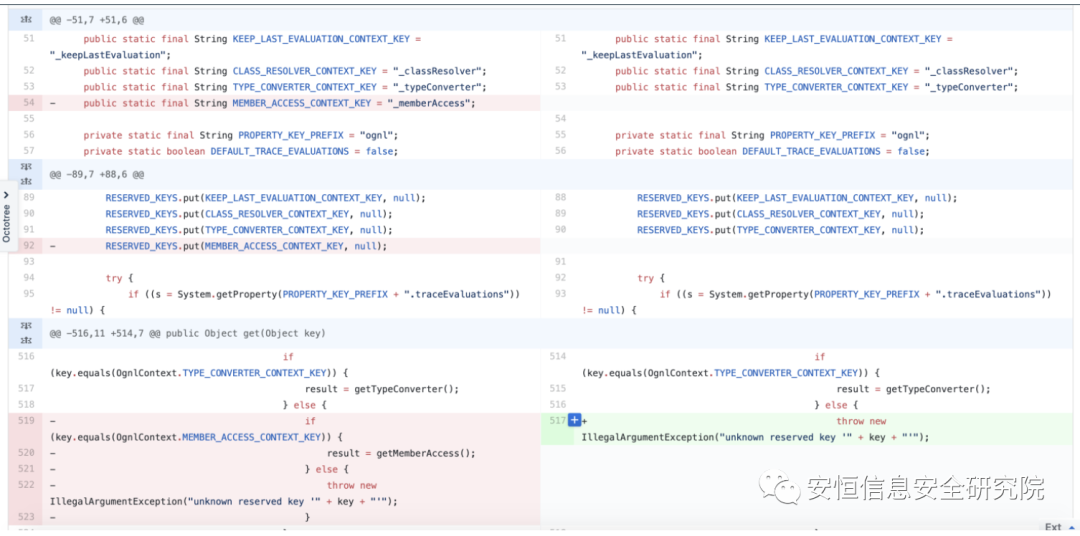 @@ -51,7 +51,6 @@
51 public static final String KEEP_LAST_EVALUATION_CONTEXT_KEY =
"_keepLastEvaluation";
52 public static final String CLASS_RESOLVER_CONTEXT_KEY = "_classResolver";
53 public static final String TYPE_CONVERTER_CONTEXT_KEY = "_typeConverter";
54 - public static final String MEMBER_ACCESS_CONTEXT_KEY = "_memberAccess";
55
56 private static final String PROPERTY_KEY_PREFIX = "ognl";
57 private static boolean DEFAULT_TRACE_EVALUATIONS = false;
51 public static final String KEEP_LAST_EVALUATION_CONTEXT_KEY =
"_keepLastEvaluation";
52 public static final String CLASS_RESOLVER_CONTEXT_KEY = "_classResolver";
53 public static final String TYPE_CONVERTER_CONTEXT_KEY = "_typeConverter";
54
55 private static final String PROPERTY_KEY_PREFIX = "ognl";
56 private static boolean DEFAULT_TRACE_EVALUATIONS = false;
@@ -89,7 +88,6 @@
89 RESERVED_KEYS.put(KEEP_LAST_EVALUATION_CONTEXT_KEY, null);
90 RESERVED_KEYS.put(CLASS_RESOLVER_CONTEXT_KEY, null);
91 RESERVED_KEYS.put(TYPE_CONVERTER_CONTEXT_KEY, null);
92 - RESERVED_KEYS.put(MEMBER_ACCESS_CONTEXT_KEY, null);
93
94 try {
95 if ((s = System.getProperty(PROPERTY_KEY_PREFIX + ".traceEvaluations"))
!= null) {
88 RESERVED_KEYS.put(KEEP_LAST_EVALUATION_CONTEXT_KEY, null);
89 RESERVED_KEYS.put(CLASS_RESOLVER_CONTEXT_KEY, null);
90 RESERVED_KEYS.put(TYPE_CONVERTER_CONTEXT_KEY, null);
91
92 try {
93 if ((s = System.getProperty(PROPERTY_KEY_PREFIX + ".traceEvaluations"))
!= null) {
@@ -516,11 +514,7 @@ public Object get(Object key)
516 if
(key.equals(OgnlContext.TYPE_CONVERTER_CONTEXT_KEY)) {
517 result = getTypeConverter();
518 } else {
519 - if
(key.equals(OgnlContext.MEMBER_ACCESS_CONTEXT_KEY)) {
520 - result = getMemberAccess();
521 - } else {
522 - throw new
IllegalArgumentException("unknown reserved key '" + key + "'");
523 - }
514 if
(key.equals(OgnlContext.TYPE_CONVERTER_CONTEXT_KEY)) {
515 result = getTypeConverter();
516 } else {
517 + throw new
IllegalArgumentException("unknown reserved key '" + key + "'");
Octotree
安恒信息安全研究院
Ext